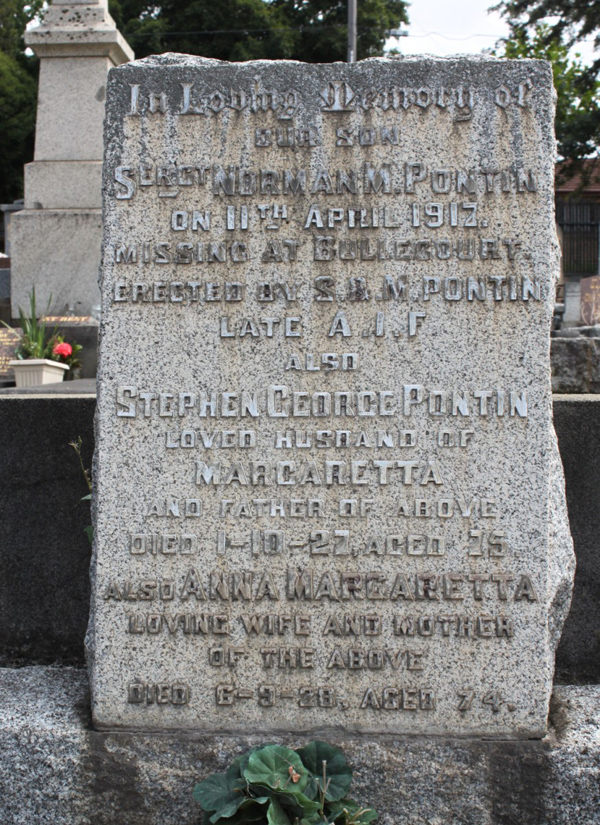 In Loving Memory of
OUR SON
SERGT NORMAN M. PONTIN
ON 11TH APRIL 1917.
MISSING AT BULLECOURT.
ERECTED BY S. & M. PONTIN
LATE A.I.F
ALSO
STEPHEN GEORGE PONTIN
LOVED HUSBAND OF
MARGARETTA
AND FATHER OF ABOVE
DIED 1-10-27, AGED 75
ALSO ANNA MARGARETTA
LOVING WIFE AND MOTHER
OF THE ABOVE
DIED 6-9-28, AGED 74.